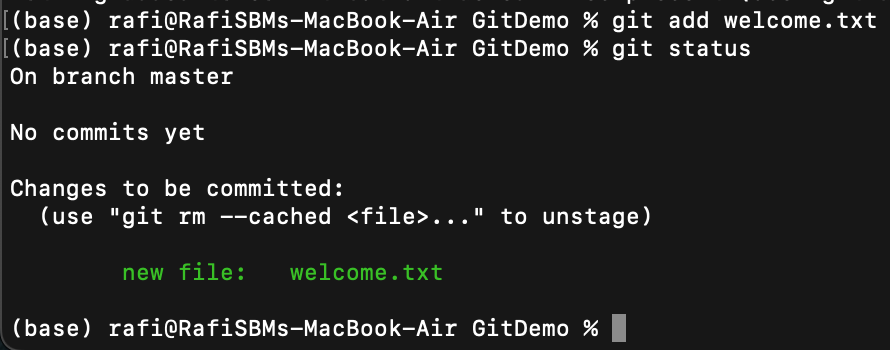 [(base) rafi@RafiSBMs-MacBook-Air GitDemo % git add welcome.txt
[(base) rafi@RafiSBMs-MacBook-Air GitDemo % git status
On branch master
No commits yet
Changes to be committed:
(use "git rm --cached <file>..." to unstage)
new file: welcome.txt
(base) rafi@RafiSBMs-MacBook-Air GitDemo %